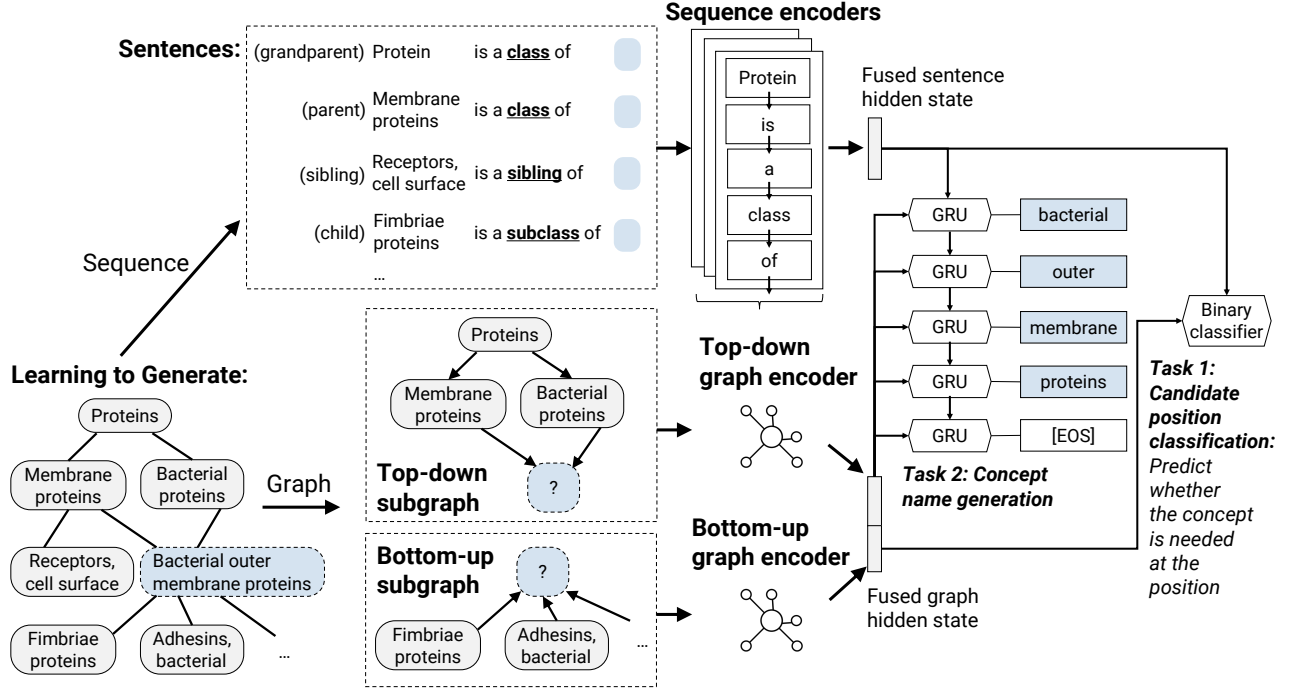 Sentences:
(grandparent) Protein is a class of
(parent) Membrane proteins is a class of
(sibling) Receptors, cell surface is a sibling of
(child) Fimbriae proteins is a subclass of
...
Sequence encoders
Protein
is
a
class
of
Fused sentence
hidden state
GRU
bacterial
GRU
outer
GRU
membrane
GRU
proteins
GRU
[EOS]
Task 2: Concept
name generation
Binary
classifier
Task 1:
Candidate
position
classification:
Predict
whether
the concept
is needed
at the
position
Sequence
Learning to Generate:
Proteins
Membrane
proteins
Bacterial
proteins
Receptors,
cell surface
Bacterial outer
membrane proteins
Fimbriae
proteins
Adhesins,
bacterial
...
Graph
Proteins
Membrane
proteins
Bacterial
proteins
?
Top-down
subgraph
Bottom-up
subgraph
?
Fimbriae
proteins
Adhesins,
bacterial
...
Top-down
graph encoder
Bottom-up
graph encoder
Fused graph
hidden state